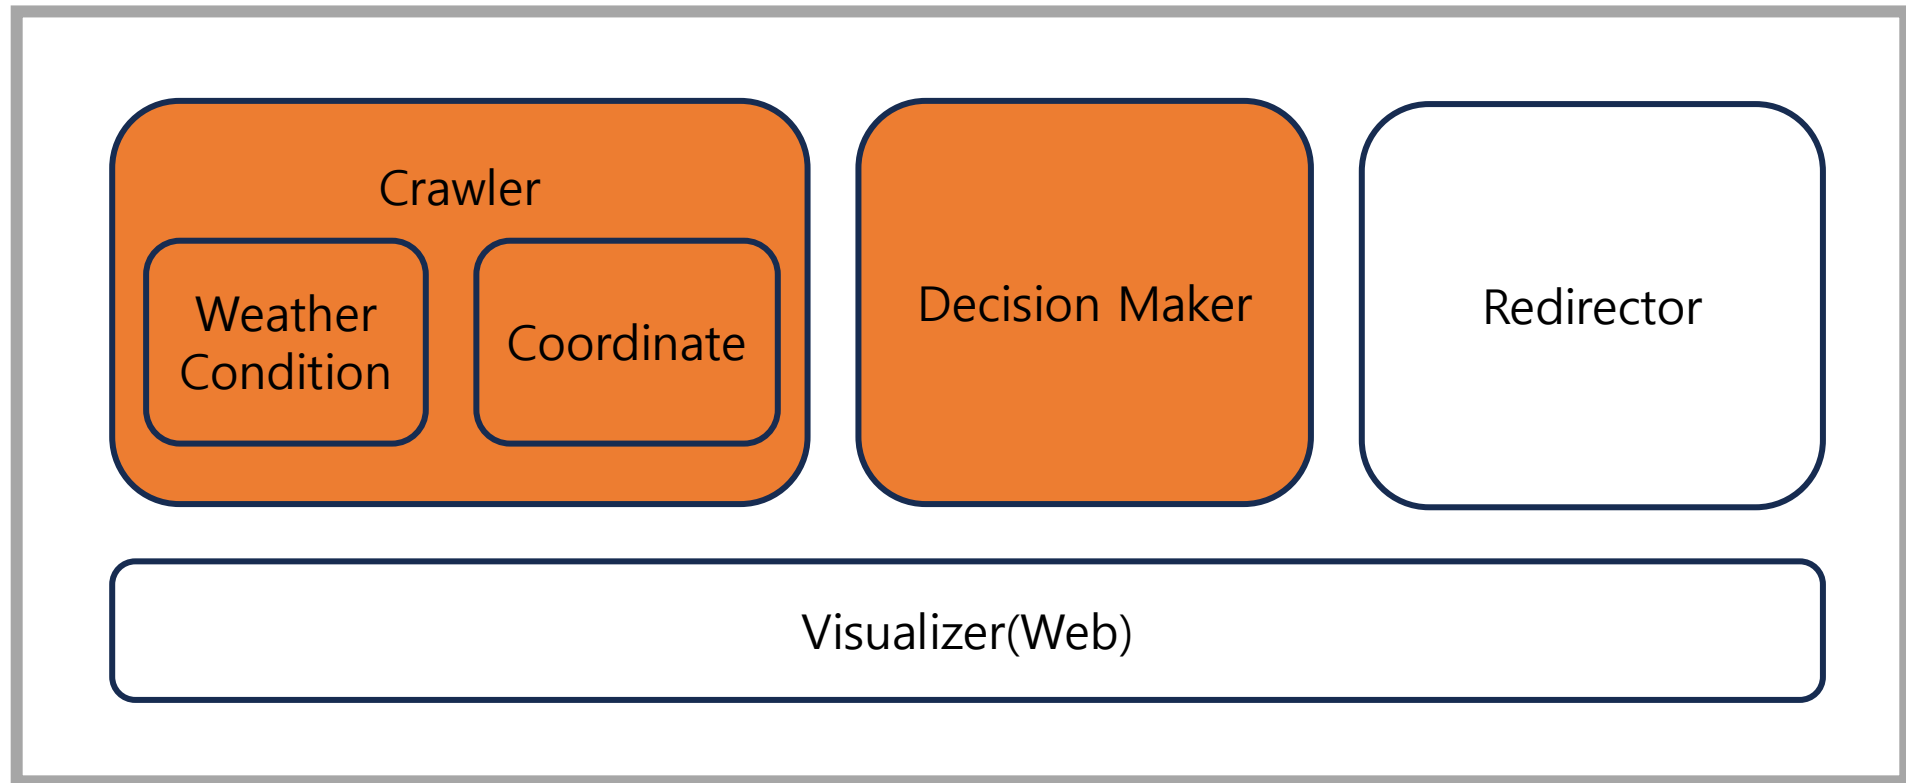 Crawler
Weather
Condition
Coordinate
Decision Maker
Redirector
Visualizer(Web)